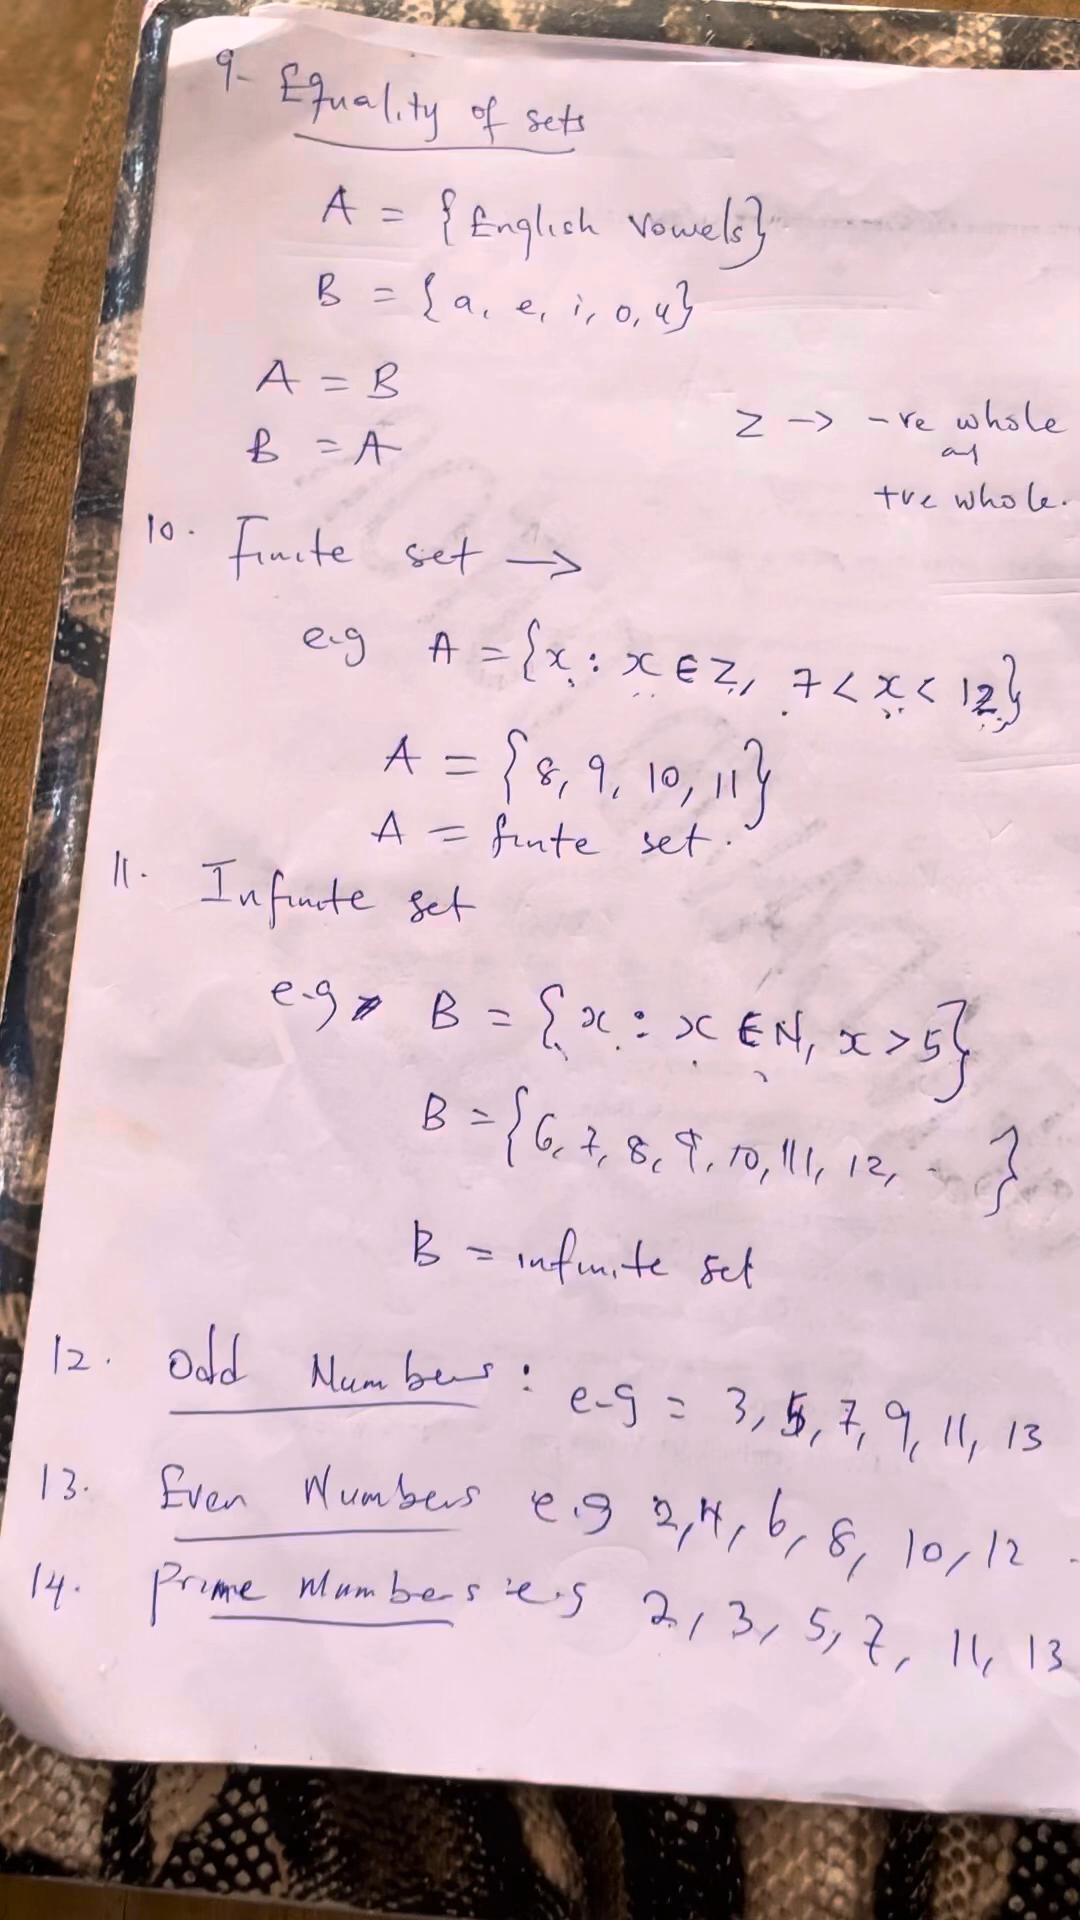 9- Equality of sets
A = {English Vowels}
B = {a, e, i, o, u}
A = B
B = A
Z -> -ve whole
and
+ve whole.
10. Finite set ->
e.g A = {x: x ∈ Z, 7 < x < 12}
A = {8, 9, 10, 11}
A = finite set.
11. Infinite set
e.g B = {x: x ∈ N, x > 5}
B = {6, 7, 8, 9, 10, 11, 12, .. }
B = infinite set
12. Odd Numbers: e-g = 3, 5, 7, 9, 11, 13
13. Even Numbers e.g 2, 4, 6, 8, 10, 12 .
14. Prime Numbers e.g 2, 3, 5, 7, 11, 13